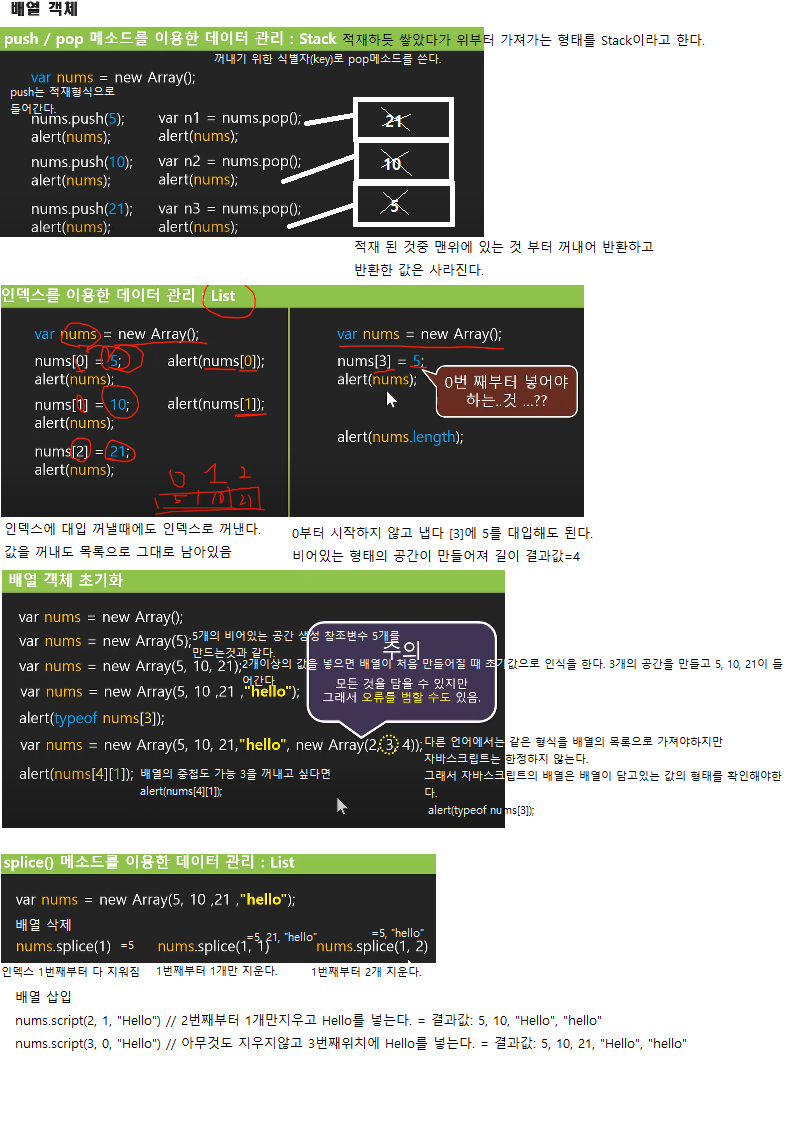 배열 객체
push / pop 메소드를 이용한 데이터 관리 : Stack 적재하듯 쌓았다가 위부터 가져가는 형태를 Stack이라고 한다.
꺼내기 위한 식별자(key)로 pop메소드를 쓴다.
var nums = new Array();
push는 적재형식으로
들어간다.
nums.push(5);
alert(nums);
nums.push(10);
alert(nums);
nums.push(21);
alert(nums);
var n1 = nums.pop();
alert(nums);
var n2 = nums.pop();
alert(nums);
var n3 = nums.pop();
alert(nums);
21
10
5
적재 된 것중 맨위에 있는 것 부터 꺼내어 반환하고
반환한 값은 사라진다.
인덱스를 이용한 데이터 관리 : List
var nums = new Array();
nums[0] = 5;
alert(nums);
nums[1] = 10;
alert(nums);
nums[2] = 21;
alert(nums);
alert(nums[0]);
alert(nums[1]);
0 1 2
5 10 21
var nums = new Array();
nums[3] = 5;
alert(nums);
0번 째부터 넣어야
하는..것 ...??
alert(nums.length);
인덱스에 대입 꺼낼때에도 인덱스로 꺼낸다.
값을 꺼내도 목록으로 그대로 남아있음
0부터 시작하지 않고 냅다 [3]에 5를 대입해도 된다.
비어있는 형태의 공간이 만들어져 길이 결과값=4
배열 객체 초기화
var nums = new Array();
var nums = new Array(5);
5개의 비어있는 공간 생성 참조변수 5개를
만드는것과 같다.
var nums = new Array(5, 10, 21);
2개이상의 값을 넣으면 배열이 처음 만들어질 때 초기 값으로 인식을 한다. 3개의 공간을 만들고 5, 10, 21이 들
어간다
var nums = new Array(5, 10 ,21 ,"hello");
주의
모든 것을 담을 수 있지만
그래서 오류를 범할 수도 있음.
alert(typeof nums[3]);
var nums = new Array(5, 10, 21,"hello", new Array(2, 3, 4));
alert(nums[4][1]);
배열의 중첩도 가능 3을 꺼내고 싶다면
alert(nums[4][1]);
다른 언어에서는 같은 형식을 배열의 목록으로 가져야하지만
자바스크립트는 한정하지 않는다.
그래서 자바스크립트의 배열은 배열이 담고있는 값의 형태를 확인해야한
다.
alert(typeof nums[3]);
splice() 메소드를 이용한 데이터 관리 : List
var nums = new Array(5, 10 ,21 ,"hello");
배열 삭제
nums.splice(1) =5
nums.splice(1, 1) =5, 21, "hello"
nums.splice(1, 2) =5, "hello"
인덱스 1번째부터 다 지워짐
1번째부터 1개만 지운다.
1번째부터 2개 지운다.
배열 삽입
nums.script(2, 1, "Hello") // 2번째부터 1개만지우고 Hello를 넣는다. = 결과값: 5, 10, "Hello", "hello"
nums.script(3, 0, "Hello") // 아무것도 지우지않고 3번째위치에 Hello를 넣는다. = 결과값: 5, 10, 21, "Hello", "hello"